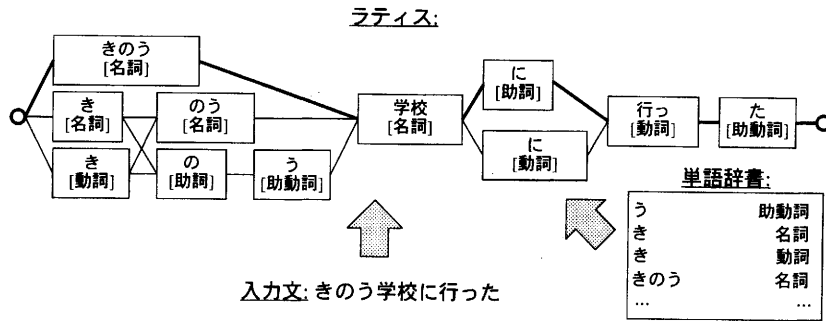 ラティス:
きのう
[名詞]
き
[名詞]
のう
[名詞]
き
[動詞]
の
[助詞]
う
[助動詞]
学校
[名詞]
に
[助詞]
に
[動詞]
行っ
[動詞]
た
[助動詞]
単語辞書:
う 助動詞
き 名詞
き 動詞
きのう 名詞
... ...
入力文: きのう学校に行った